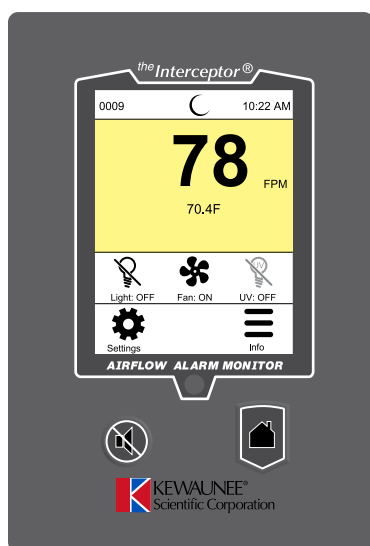 the Interceptor®
0009 10:22 AM
78 FPM
70.4F
UV
Light: OFF Fan: ON UV: OFF
Settings Info
AIRFLOW ALARM MONITOR
KEWAUNEE®
Scientific Corporation